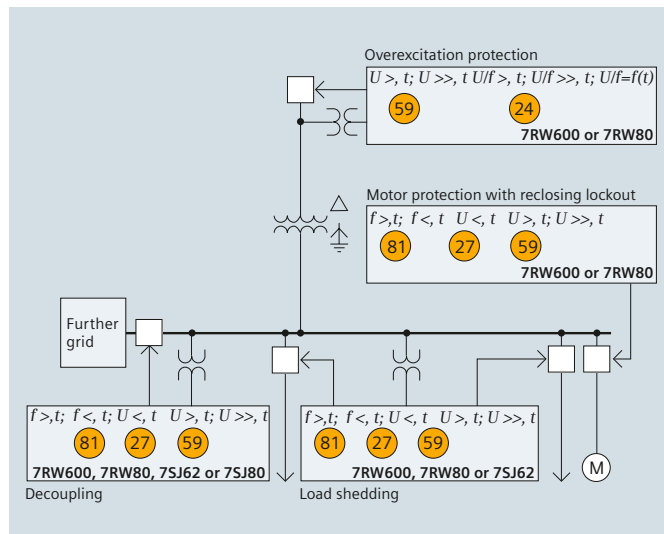 Overexcitation protection
U >, t; U >>, t U/f >, t; U/f >>, t; U/f=f(t)
59 24
7RW600 or 7RW80
Motor protection with reclosing lockout
f >,t; f <, t U <, t U >, t; U >>, t
81 27 59
7RW600 or 7RW80
Further
grid
f >,t; f <, t; U <, t U >, t; U >>, t
81 27 59
7RW600, 7RW80, 7SJ62 or 7SJ80
Decoupling
f >,t; f <, t; U <, t U >, t; U >>, t
81 27 59
7RW600, 7RW80 or 7SJ62
Load shedding
M